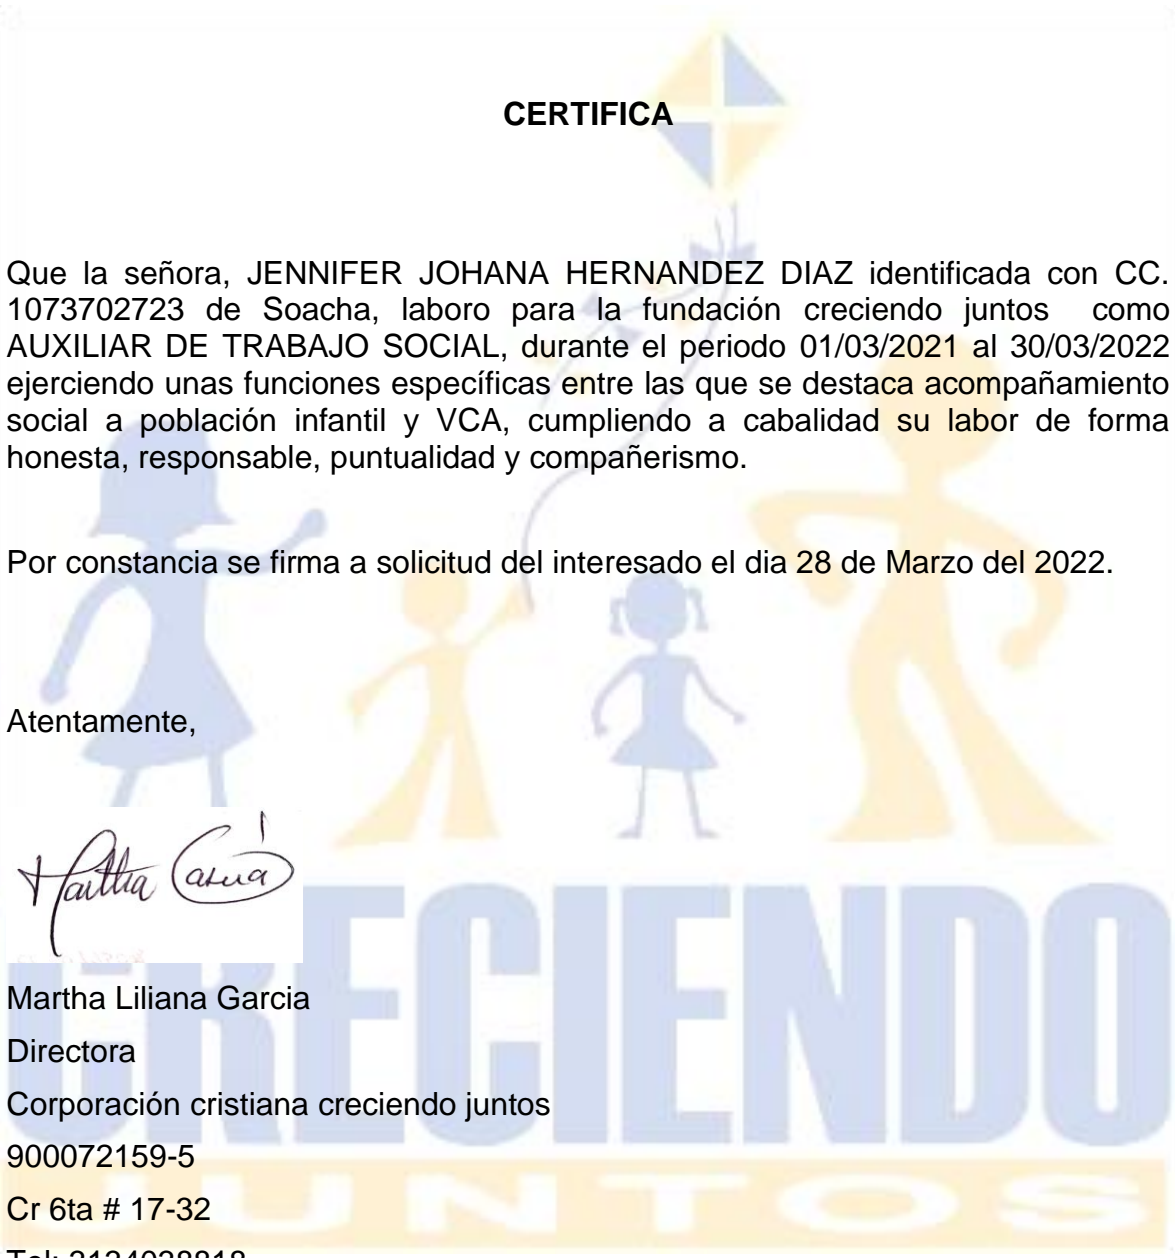 CERTIFICA
Que la señora, JENNIFER JOHANA HERNANDEZ DIAZ identificada con CC.
1073702723 de Soacha, laboro para la fundación creciendo juntos como
AUXILIAR DE TRABAJO SOCIAL, durante el periodo 01/03/2021 al 30/03/2022
ejerciendo unas funciones específicas entre las que se destaca acompañamiento
social a población infantil y VCA, cumpliendo a cabalidad su labor de forma
honesta, responsable, puntualidad y compañerismo.
Por constancia se firma a solicitud del interesado el dia 28 de Marzo del 2022.
Atentamente,
Martha Garcia
Martha Liliana Garcia
Directora
Corporación cristiana creciendo juntos
900072159-5
Cr 6ta # 17-32
CRECIENDO
JUNTOS